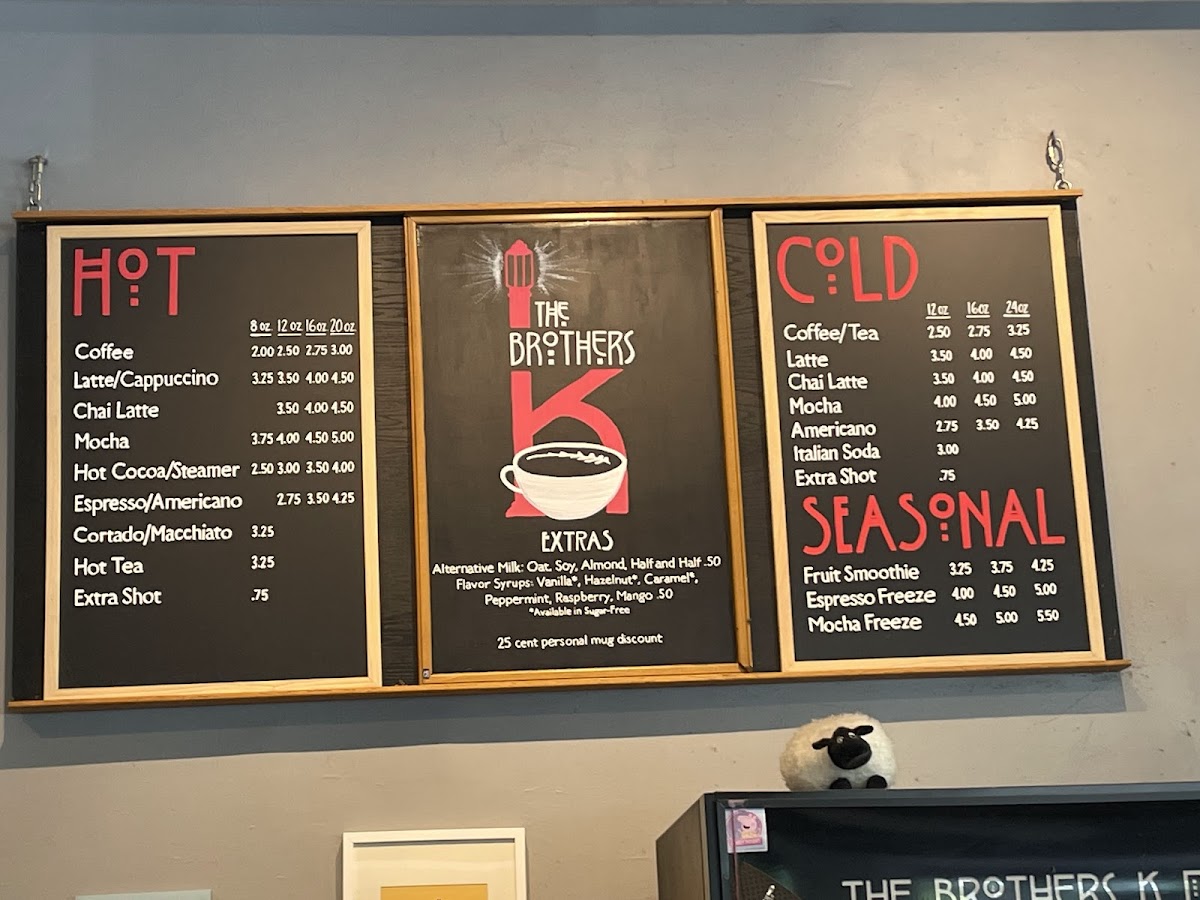 HOT
8 oz 12 oz 16oz 20oz
Coffee 2.00 2.50 2.75 3.00
Latte/Cappuccino 3.25 3.50 4.00 4.50
Chai Latte 3.50 4.00 4.50
Mocha 3.75 4.00 4.50 5.00
Hot Cocoa/Steamer 2.50 3.00 3.50 4.00
Espresso/Americano 2.75 3.50 4.25
Cortado/Macchiato 3.25
Hot Tea 3.25
Extra Shot .75
THE
BROTHERS
K
EXTRAS
Alternative Milk: Oat, Soy, Almond, Half and Half .50
Flavor Syrups: Vanilla*, Hazelnut*, Caramel*,
Peppermint, Raspberry, Mango .50
*Available in Sugar-Free
25 cent personal mug discount
COLD
12oz 16oz 24oz
Coffee/Tea 2.50 2.75 3.25
Latte 3.50 4.00 4.50
Chai Latte 3.50 4.00 4.50
Mocha 4.00 4.50 5.00
Americano 2.75 3.50 4.25
Italian Soda 3.00
Extra Shot .75
SEASONAL
Fruit Smoothie 3.25 3.75 4.25
Espresso Freeze 4.00 4.50 5.00
Mocha Freeze 4.50 5.00 5.50
THE BROTHERS K